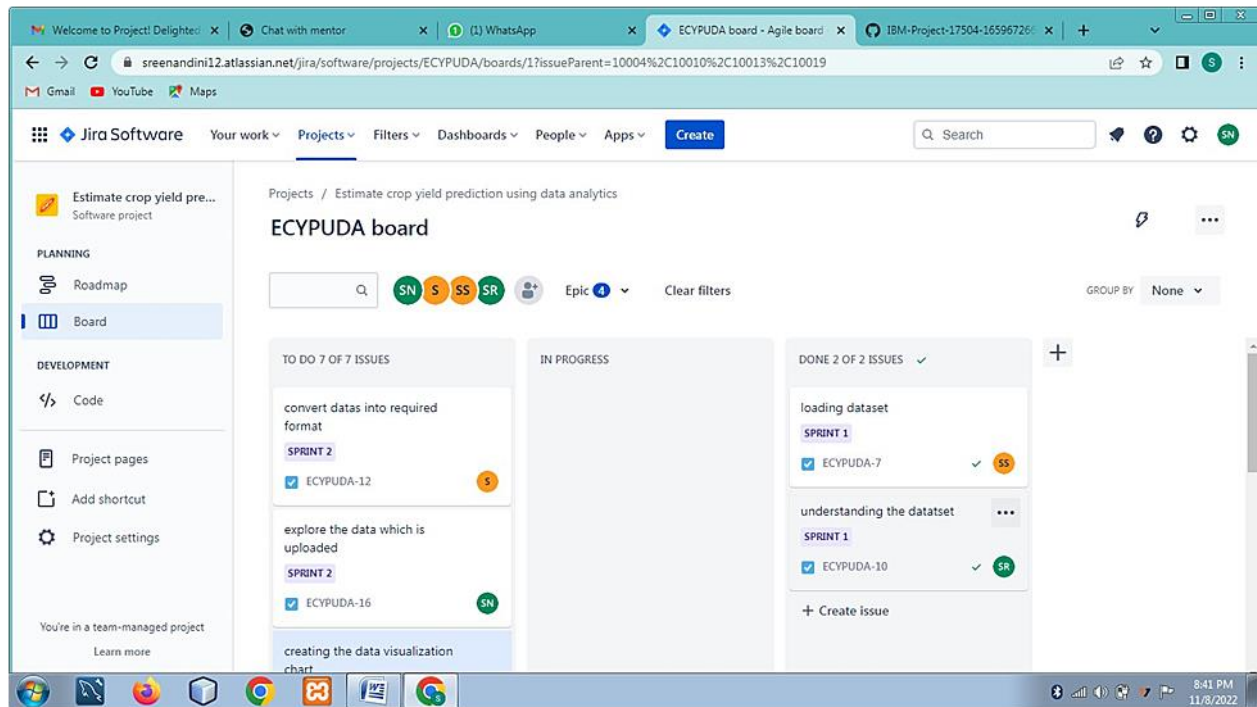 Welcome to Project! Delighted
Chat with mentor
(1) WhatsApp
ECYPUDA board - Agile board
IBM-Project-17504-165967266
sreenandini12.atlassian.net/jira/software/projects/ECYPUDA/boards/1?issueParent=10004%2C10010%2C10013%2C10019
S
Gmail YouTube Maps
Jira Software Your work Projects Filters Dashboards People Apps Create Search SN
Estimate crop yield pre...
Software project
PLANNING
Roadmap
Board
DEVELOPMENT
Code
Project pages
Add shortcut
Project settings
You're in a team-managed project
Learn more
Projects / Estimate crop yield prediction using data analytics
ECYPUDA board
SN S SS SR Epic 4 Clear filters GROUP BY None
TO DO 7 OF 7 ISSUES
convert datas into required
format
SPRINT 2
ECYPUDA-12 S
explore the data which is
uploaded
SPRINT 2
ECYPUDA-16 SN
creating the data visualization
chart
IN PROGRESS
DONE 2 OF 2 ISSUES
loading dataset
SPRINT 1
ECYPUDA-7 SS
understanding the datatset
SPRINT 1
ECYPUDA-10 SR
+ Create issue
8:41 PM
11/8/2022